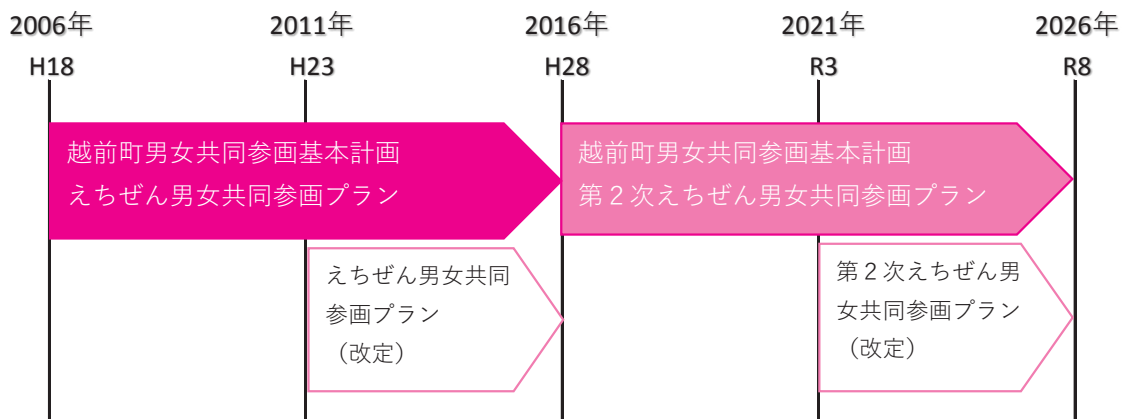 2006年 2011年 2016年 2021年 2026年
H18 H23 H28 R3 R8
越前町男女共同参画基本計画
えちぜん男女共同参画プラン
越前町男女共同参画基本計画
第２次えちぜん男女共同参画プラン
えちぜん男女共同
参画プラン
（改定）
第２次えちぜん男
女共同参画プラン
（改定）